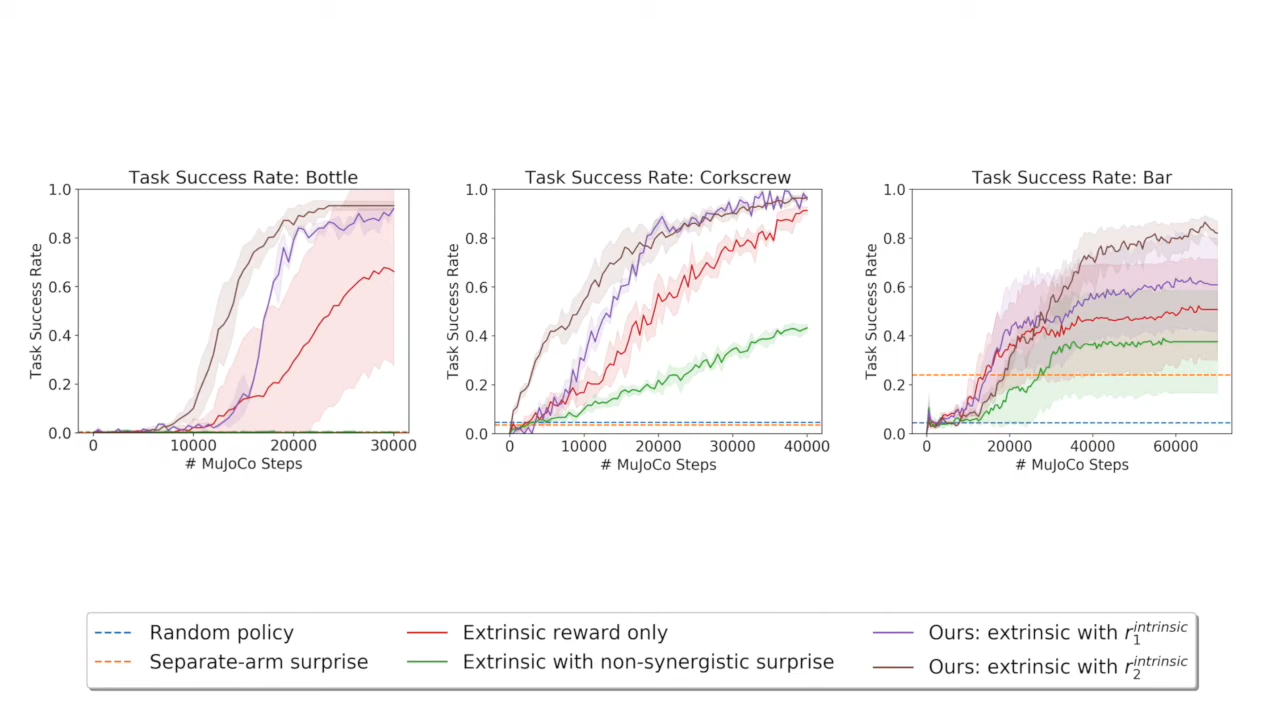 Task Success Rate: Bottle
Task Success Rate
1.0
0.8
0.6
0.4
0.2
0.0
0 10000 20000 30000
# MuJoCo Steps
Task Success Rate: Corkscrew
Task Success Rate
1.0
0.8
0.6
0.4
0.2
0.0
0 10000 20000 30000 40000
# MuJoCo Steps
Task Success Rate: Bar
Task Success Rate
1.0
0.8
0.6
0.4
0.2
0.0
0 20000 40000 60000
# MuJoCo Steps
Random policy
Separate-arm surprise
Extrinsic reward only
Extrinsic with non-synergistic surprise
Ours: extrinsic with r_1^{intrinsic}
Ours: extrinsic with r_2^{intrinsic}